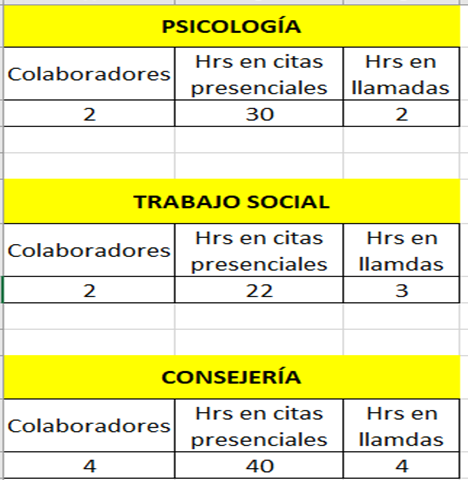 PSICOLOGÍA
Colaboradores
Hrs en citas
presenciales
Hrs en
llamadas
2 30 2
TRABAJO SOCIAL
Colaboradores
Hrs en citas
presenciales
Hrs en
llamdas
2 22 3
CONSEJERÍA
Colaboradores
Hrs en citas
presenciales
Hrs en
llamdas
4 40 4